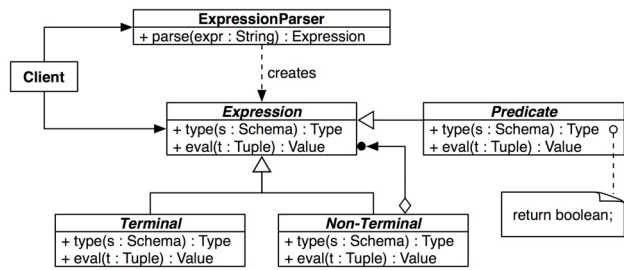 ExpressionParser
+ parse(expr : String) : Expression
Client
creates
Expression
+ type(s : Schema) : Type
+ eval(t : Tuple) : Value
Predicate
+ type(s : Schema) : Type
+ eval(t : Tuple) : Value
return boolean;
Terminal
+ type(s : Schema) : Type
+ eval(t : Tuple) : Value
Non-Terminal
+ type(s : Schema) : Type
+ eval(t : Tuple) : Value